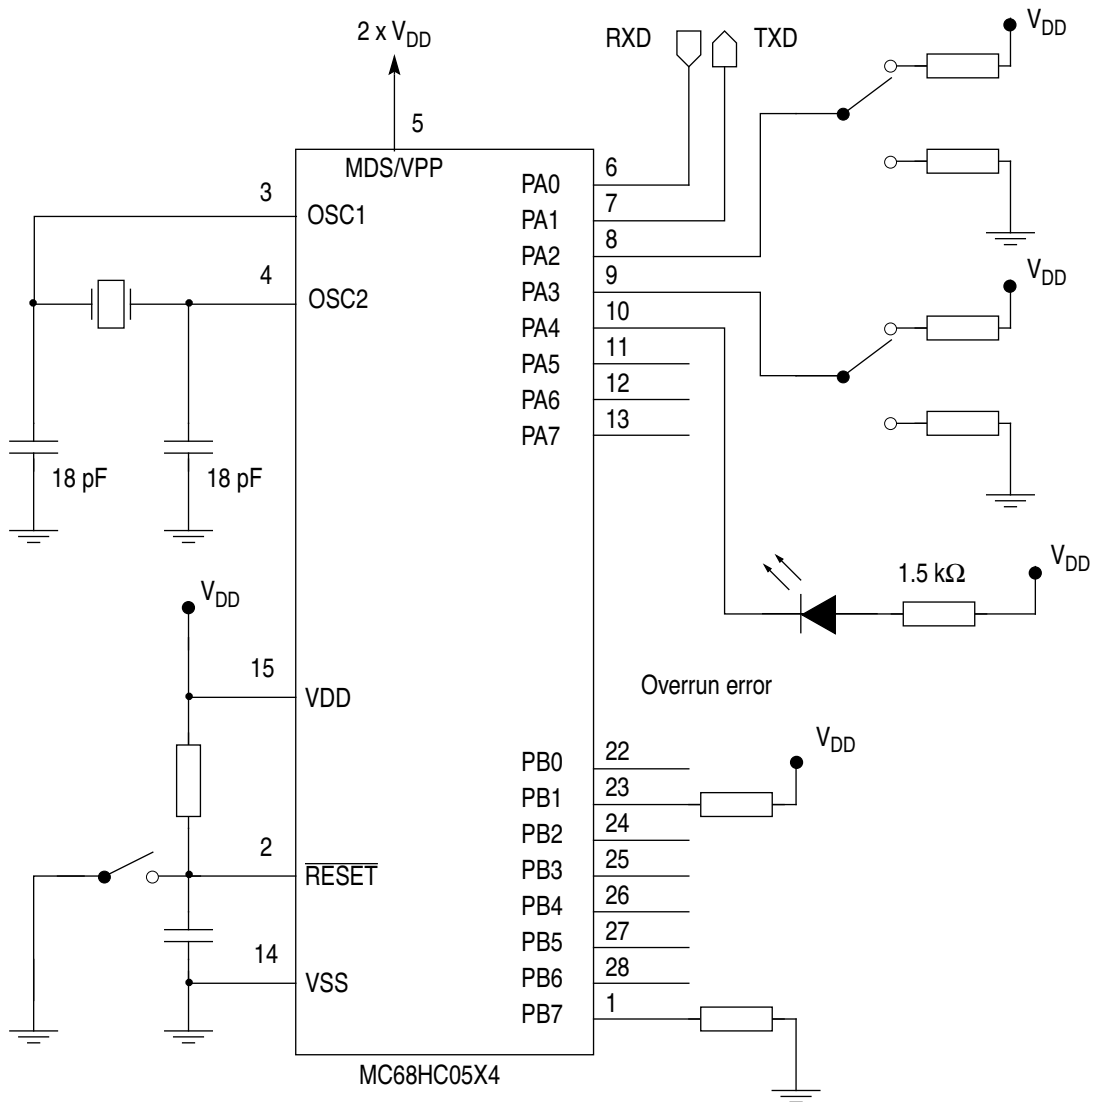 2 x VDD
RXD
TXD
VDD
5
MDS/VPP
3
OSC1
4
OSC2
PA0
6
PA1
7
PA2
8
PA3
9
PA4
10
PA5
11
PA6
12
PA7
13
VDD
18 pF
18 pF
VDD
1.5 kΩ
VDD
15
VDD
Overrun error
VDD
PB0
22
PB1
23
PB2
24
PB3
25
PB4
26
PB5
27
PB6
28
PB7
1
2
RESET
14
VSS
MC68HC05X4